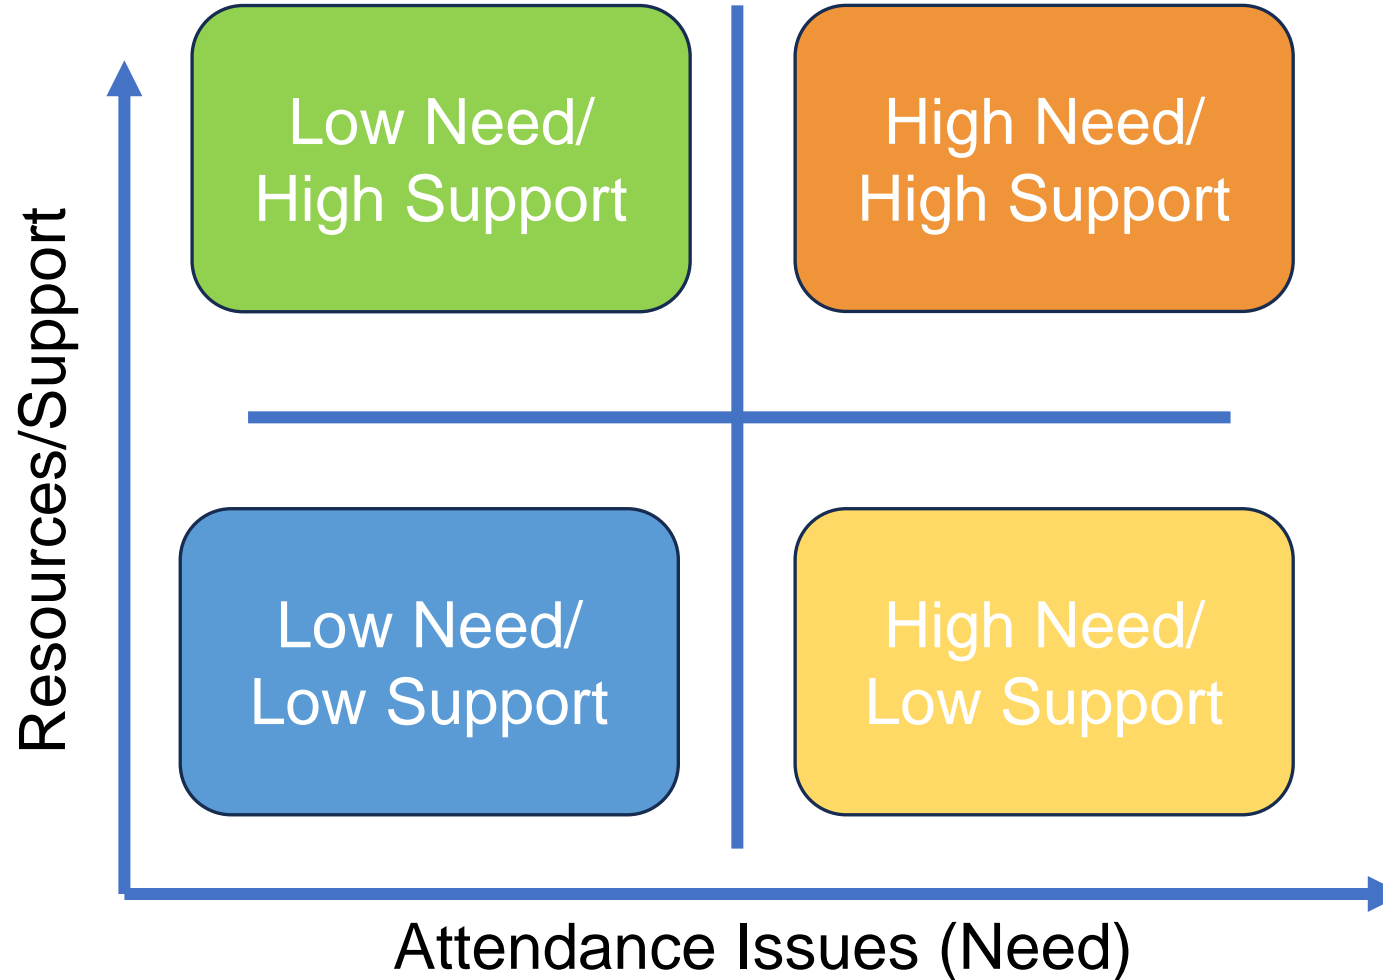 Low Need/
High Support
High Need/
High Support
Resources/Support
Low Need/
Low Support
High Need/
Low Support
Attendance Issues (Need)